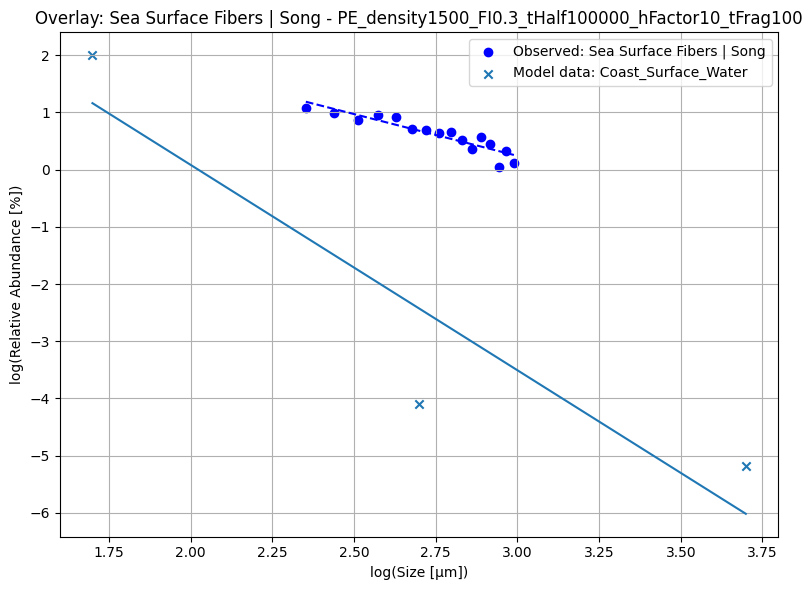 Overlay: Sea Surface Fibers | Song - PE_density1500_FI0.3_tHalf100000_hFactor10_tFrag100
Observed: Sea Surface Fibers | Song
Model data: Coast_Surface_Water
log(Relative Abundance [%])
2
1
0
−1
−2
−3
−4
−5
−6
1.75 2.00 2.25 2.50 2.75 3.00 3.25 3.50 3.75
log(Size [μm])